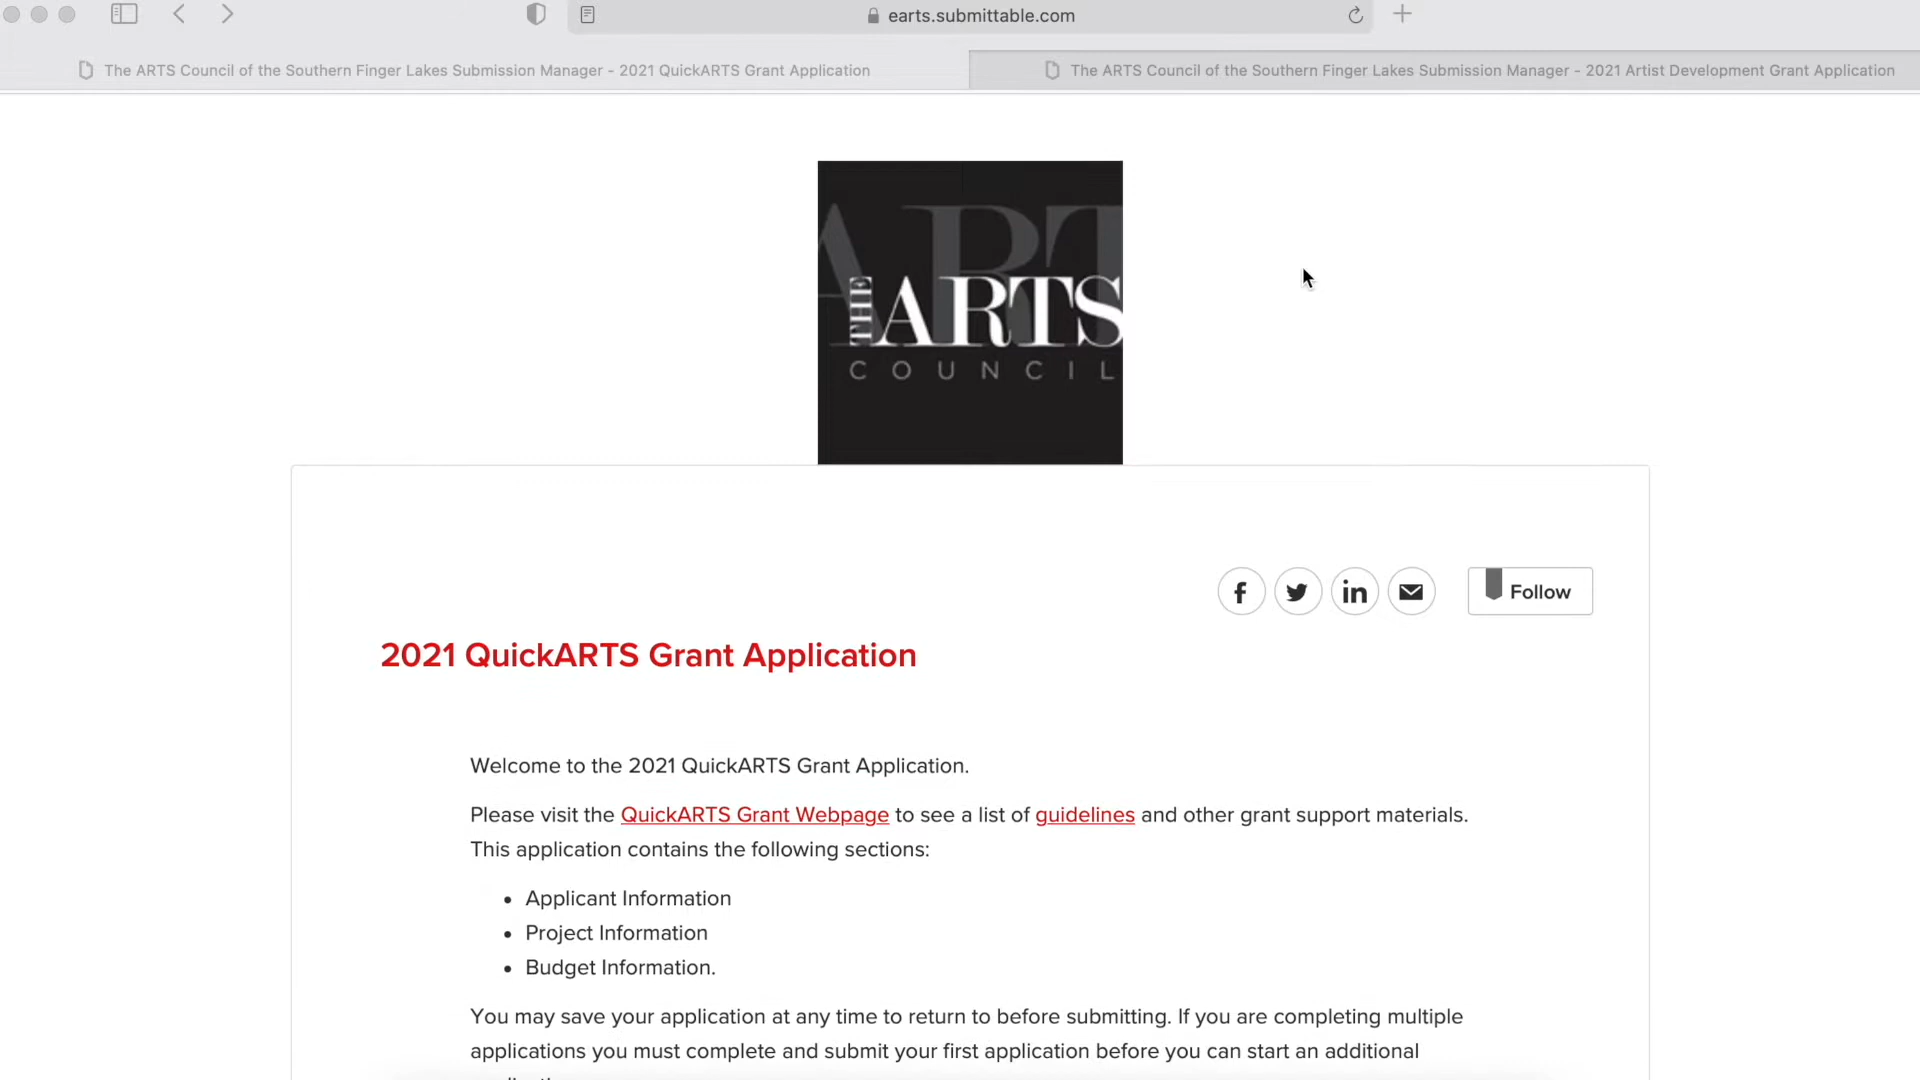 earts.submittable.com
The ARTS Council of the Southern Finger Lakes Submission Manager - 2021 QuickARTS Grant Application
The ARTS Council of the Southern Finger Lakes Submission Manager - 2021 Artist Development Grant Application
ART
THE ARTS
COUNCIL
Follow
2021 QuickARTS Grant Application
Welcome to the 2021 QuickARTS Grant Application.
Please visit the QuickARTS Grant Webpage to see a list of guidelines and other grant support materials.
This application contains the following sections:
• Applicant Information
• Project Information
• Budget Information.
You may save your application at any time to return to before submitting. If you are completing multiple
applications you must complete and submit your first application before you can start an additional